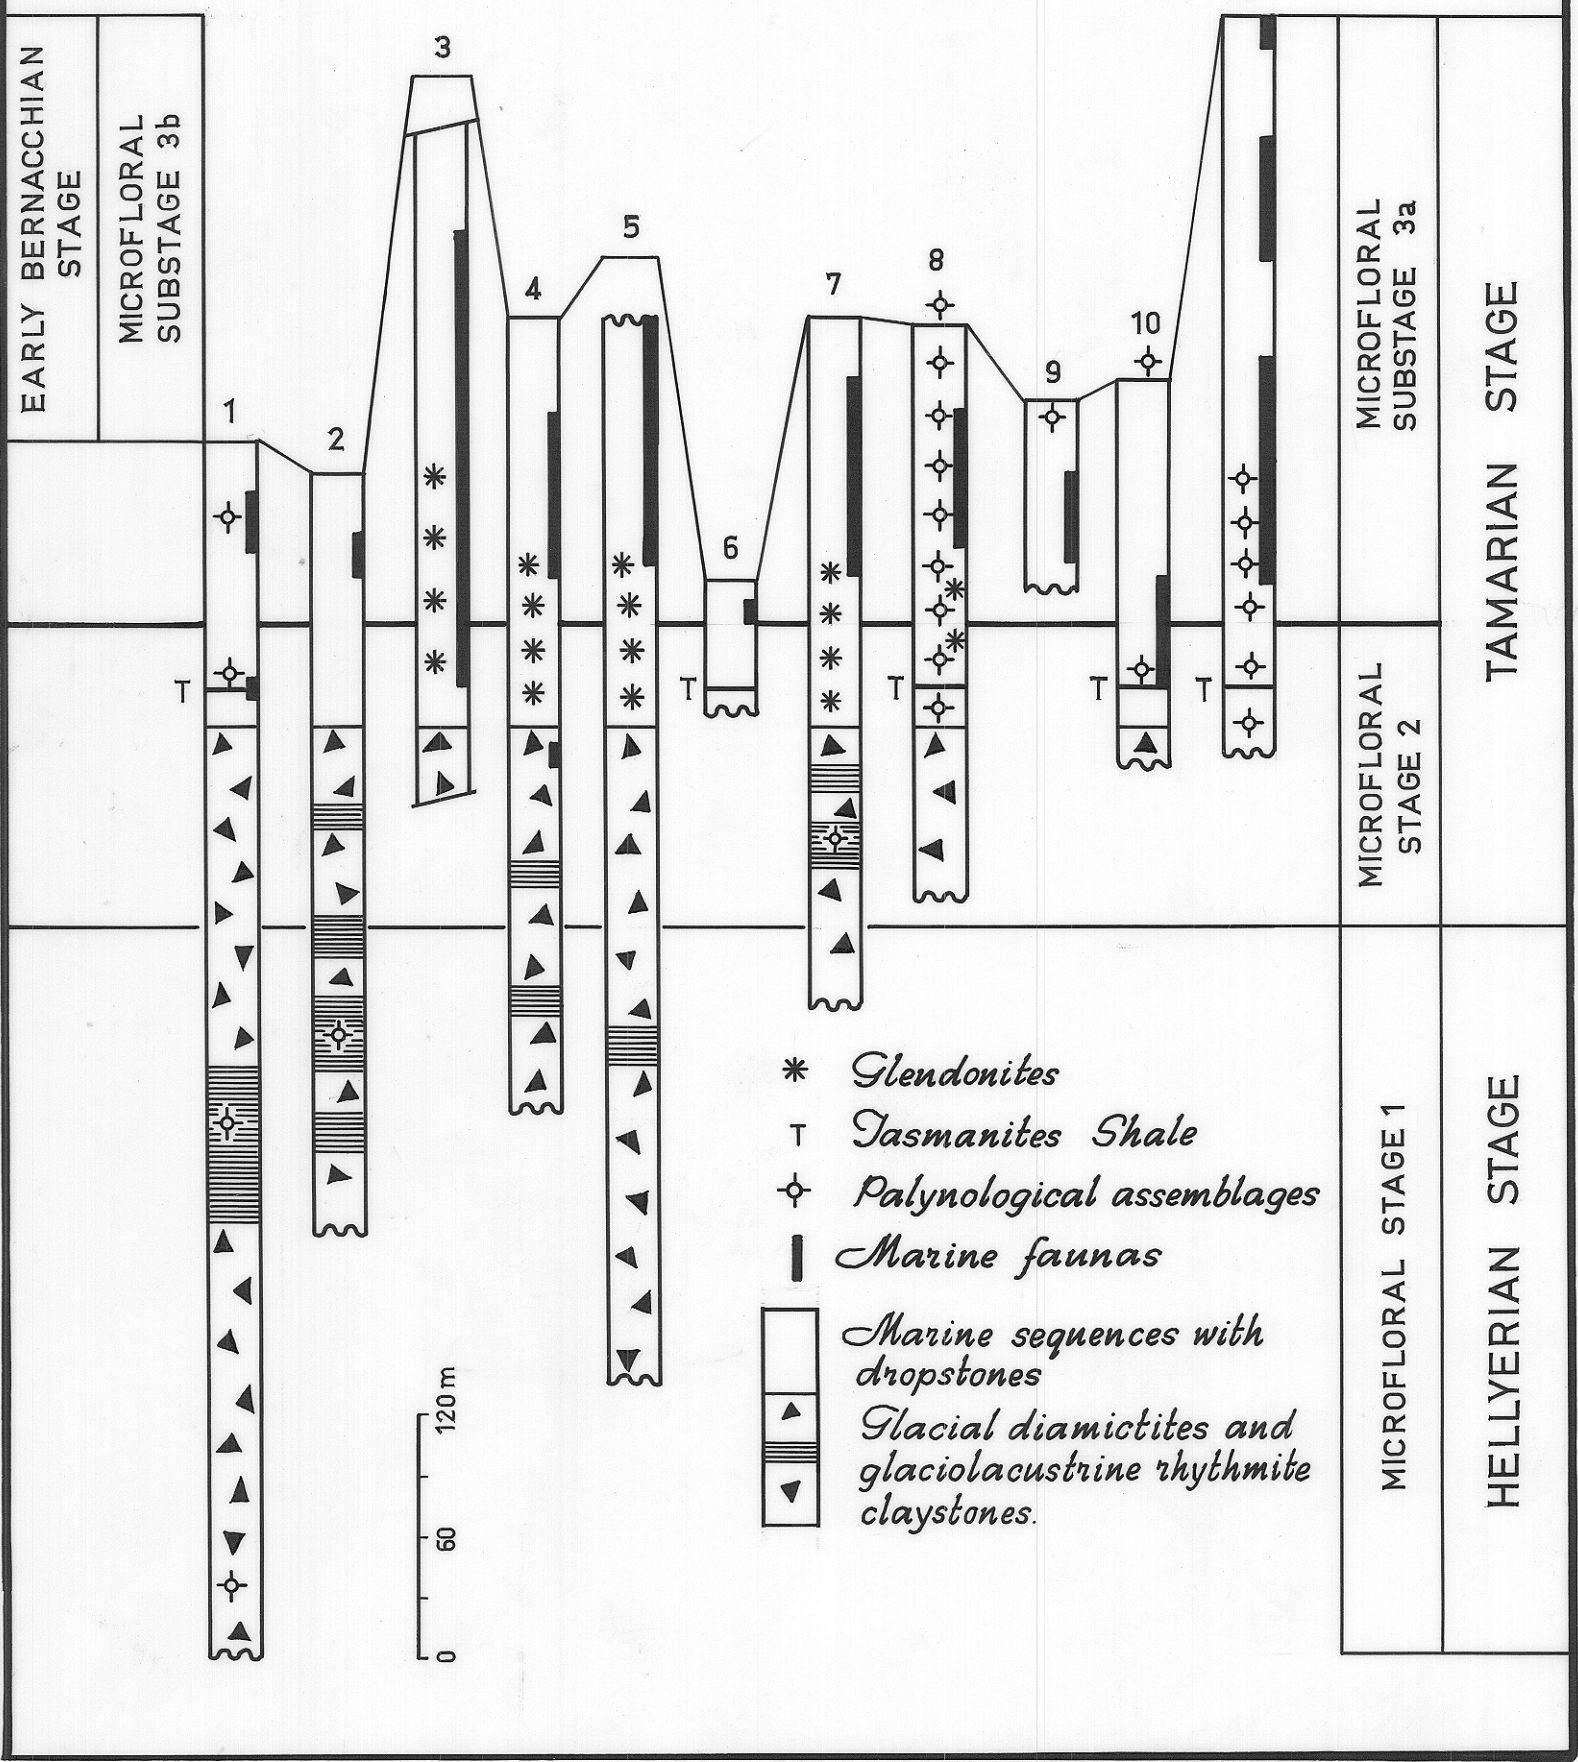 EARLY BERNACCHIAN
STAGE
MICROFLORAL
SUBSTAGE 3b
1
2
3
4
5
6
7
8
9
10
T
T
T
T
T
MICROFLORAL
SUBSTAGE 3a
MICROFLORAL
STAGE 2
MICROFLORAL STAGE 1
TAMARIAN STAGE
HELLYERIAN STAGE
Glendonites
T Tasmanites Shale
Palynological assemblages
Marine faunas
Marine sequences with
dropstones
Glacial diamictites and
glaciolacustrine rhythmite
claystones.
120m
60
0